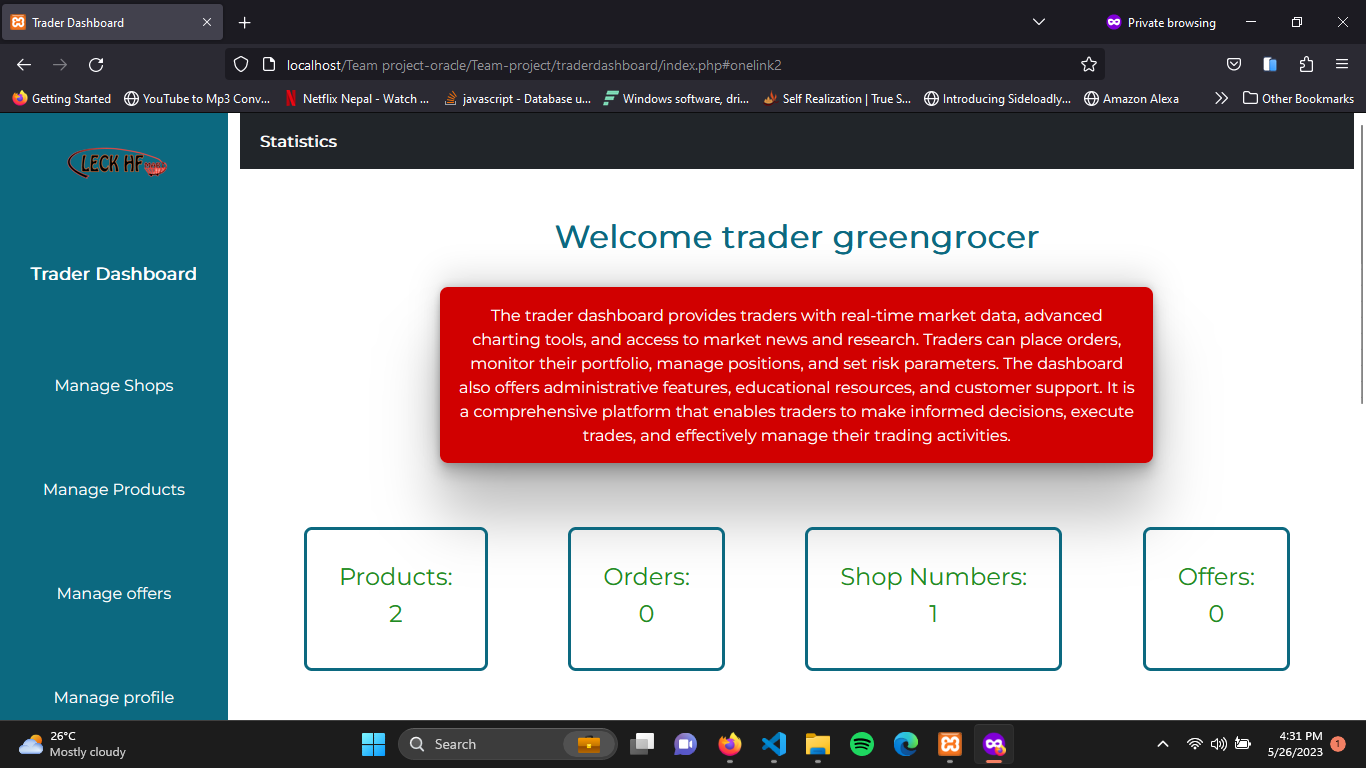 Trader Dashboard
Private browsing
localhost/Team project-oracle/Team-project/traderdashboard/index.php#onelink2
Getting Started
YouTube to Mp3 Conv...
Netflix Nepal - Watch ...
javascript - Database u...
Windows software, dri...
Self Realization | True S...
Introducing Sideloadly...
Amazon Alexa
Other Bookmarks
LECK HF
Trader Dashboard
Manage Shops
Manage Products
Manage offers
Manage profile
Statistics
Welcome trader greengrocer
The trader dashboard provides traders with real-time market data, advanced
charting tools, and access to market news and research. Traders can place orders,
monitor their portfolio, manage positions, and set risk parameters. The dashboard
also offers administrative features, educational resources, and customer support. It is
a comprehensive platform that enables traders to make informed decisions, execute
trades, and effectively manage their trading activities.
Products:
2
Orders:
0
Shop Numbers:
1
Offers:
0
26°C
Mostly cloudy
Search
4:31 PM
5/26/2023
1